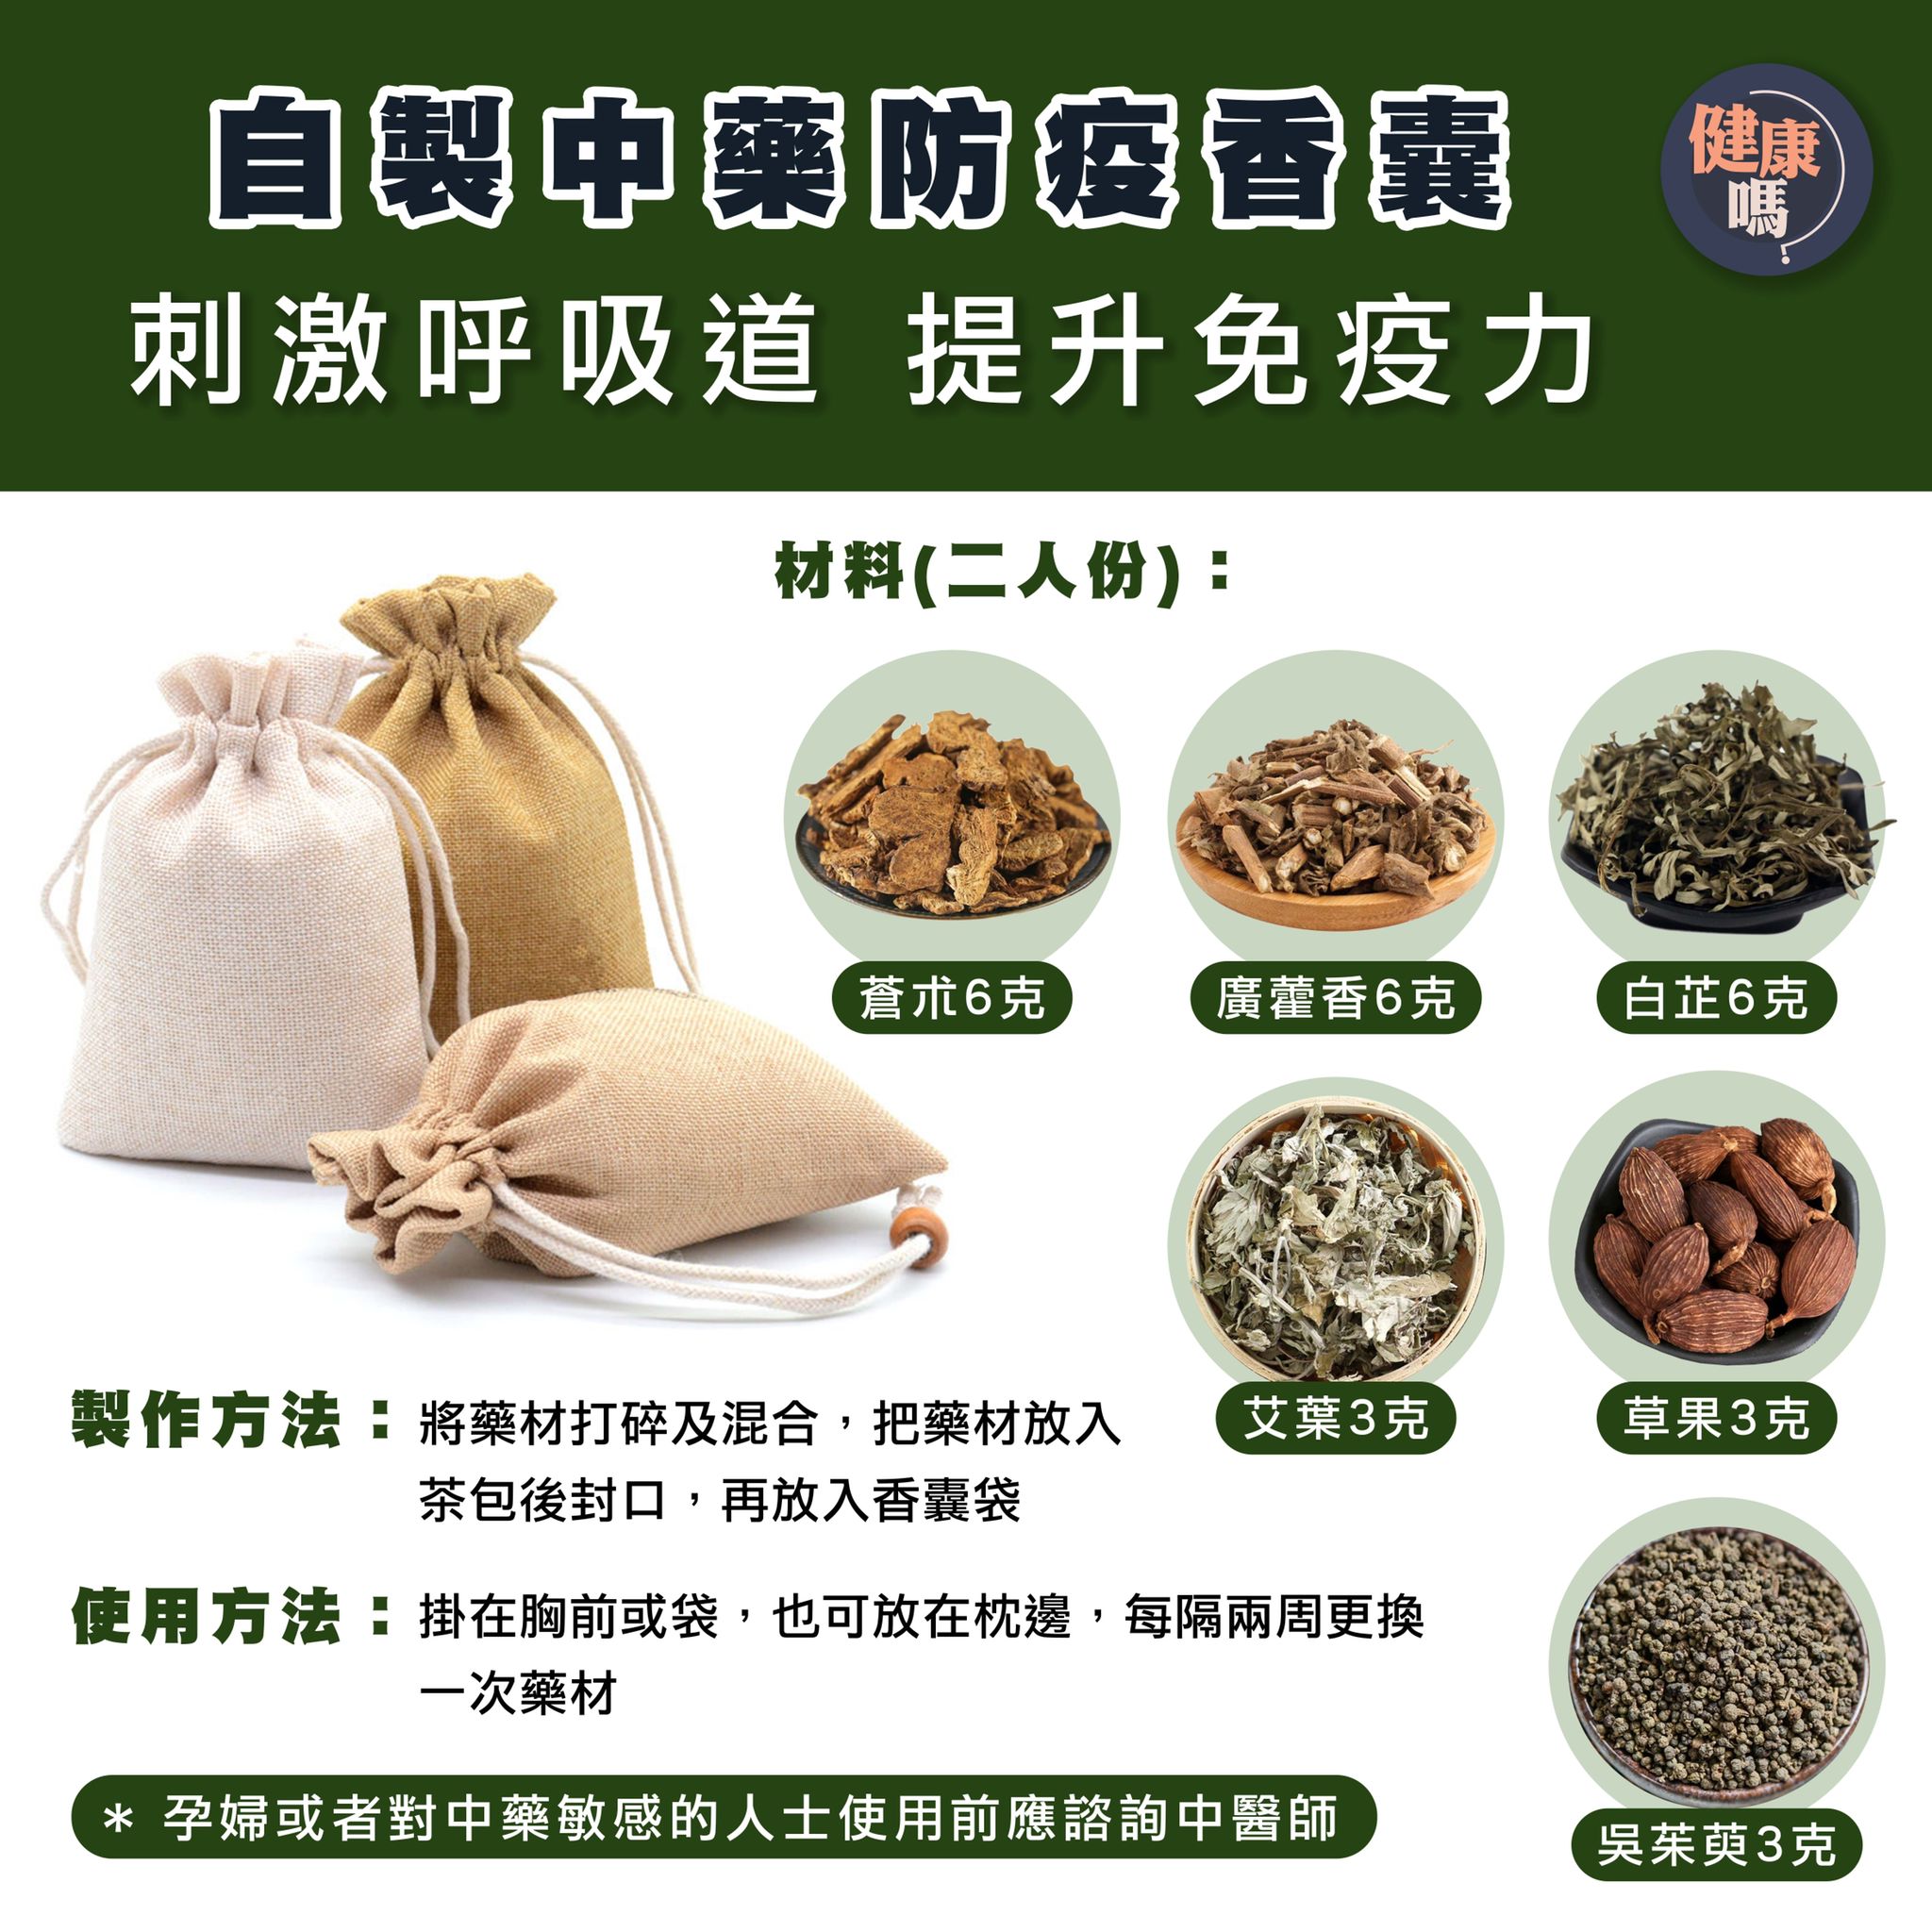 自製中藥防疫香囊
健康
嗎?
刺激呼吸道 提升免疫力
材料(二人份)：
蒼朮6克
廣藿香6克
白芷6克
艾葉3克
草果3克
吳茱萸3克
製作方法：將藥材打碎及混合，把藥材放入
茶包後封口，再放入香囊袋
使用方法：掛在胸前或袋，也可放在枕邊，每隔兩周更換
一次藥材
* 孕婦或者對中藥敏感的人士使用前應諮詢中醫師